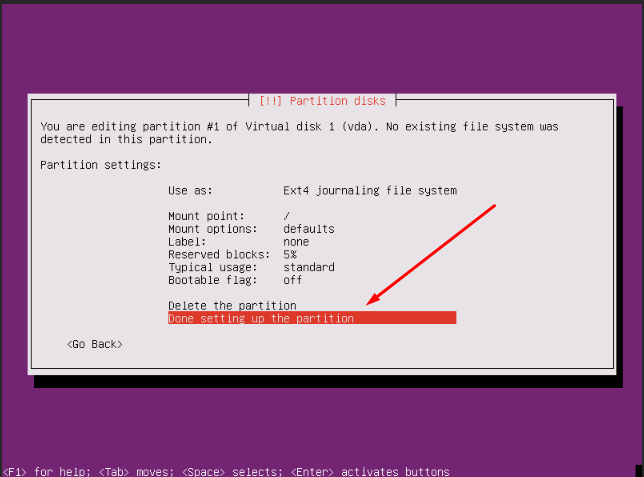 [!!] Partition disks
You are editing partition #1 of Virtual disk 1 (vda). No existing file system was
detected in this partition.
Partition settings:
Use as: Ext4 journaling file system
Mount point: /
Mount options: defaults
Label: none
Reserved blocks: 5%
Typical usage: standard
Bootable flag: off
Delete the partition
Done setting up the partition
<Go Back>
<F1> for help; <Tab> moves; <Space> selects; <Enter> activates buttons